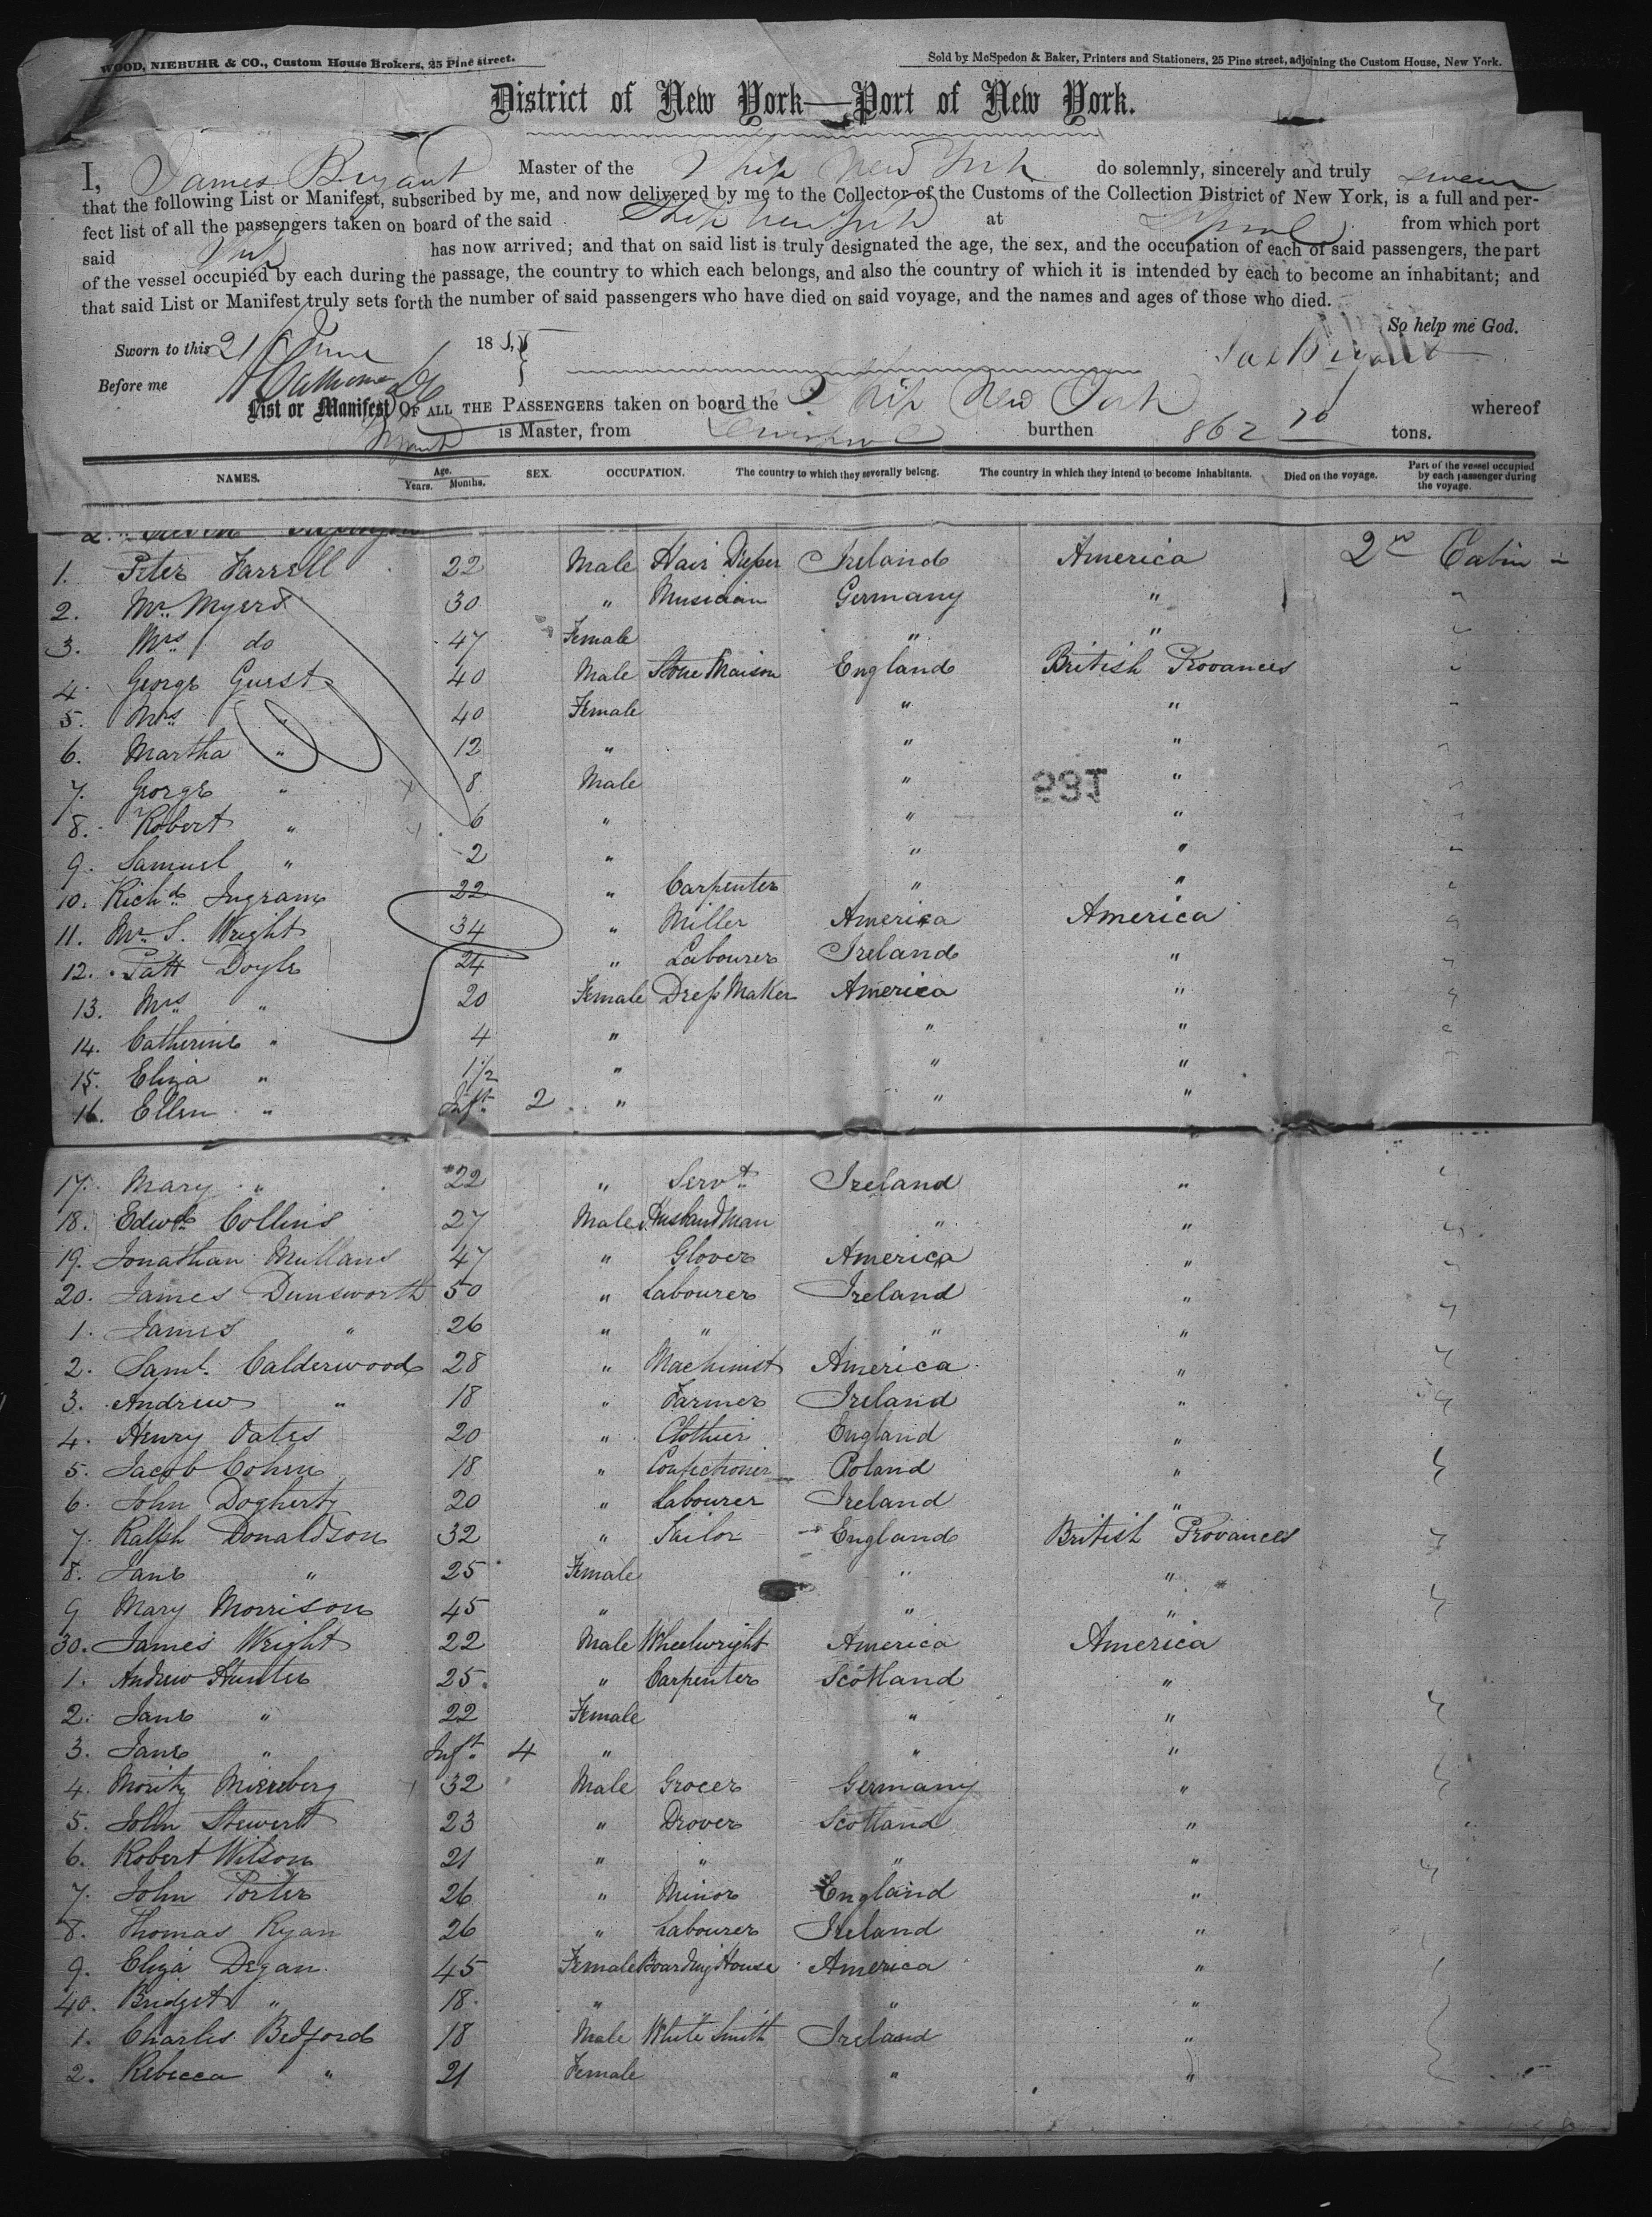 WOOD, NIEBUHR & CO., Custom House Brokers, 25 Pine street.
Sold by McSpedon & Baker, Printers and Stationers, 25 Pine street, adjoining the Custom House, New York.
District of New York—Port of New York.
I, James Bryant Master of the Ship New York do solemnly, sincerely and truly swear
that the following List or Manifest, subscribed by me, and now delivered by me to the Collector of the Customs of the Collection District of New York, is a full and per-
fect list of all the passengers taken on board of the said Ship New York at L'pool from which port
said Ship has now arrived; and that on said list is truly designated the age, the sex, and the occupation of each of said passengers, the part
of the vessel occupied by each during the passage, the country to which each belongs, and also the country of which it is intended by each to become an inhabitant; and
that said List or Manifest truly sets forth the number of said passengers who have died on said voyage, and the names and ages of those who died.
So help me God.
Sworn to this 21 June 18
Jas Bryant
Before me
List or Manifest OF ALL THE PASSENGERS taken on board the Ship New York whereof
Bryant is Master, from Liverpool burthen 862 70 tons.
NAMES. Age. Years. Months. SEX. OCCUPATION. The country to which they severally belong. The country in which they intend to become inhabitants. Died on the voyage. Part of the vessel occupied by each passenger during the voyage.
1. Peter Farrell 22 Male Hair Dresser Ireland America 2nd Cabin
2. Mr. Myers 30 " Musician Germany "
3. Mrs. do 47 Female " "
4. George Guest 40 Male Stone Maison England British Provances
5. Mrs. " 40 Female " "
6. Martha " 12 " " "
7. George " 8 Male " "
8. Robert " 6 " " "
9. Samuel " 2 " " "
10. Richd. Ingram 22 " Carpenter " "
11. Mr. S. Wright 34 " Miller America America
12. Patt Doyle 24 " Labourer Ireland "
13. Mrs. " 20 Female Dress Maker America "
14. Catherine " 4 " " "
15. Eliza " 1 1/2 " " "
16. Ellen " Inft. 2 " " "
17. Mary " 22 " Servt. Ireland "
18. Edwd. Collins 27 Male Husbandman " "
19. Jonathan Mullans 47 " Glover America "
20. James Dunsworth 50 " Labourer Ireland "
1. James " 26 " " " "
2. Saml. Calderwood 28 " Machinist America "
3. Andrew " 18 " Farmer Ireland "
4. Henry Oates 20 " Clothier England "
5. Jacob Cohen 18 " Confectioner Poland "
6. John Dogherty 20 " Labourer Ireland "
7. Ralph Donaldson 32 " Tailor England British Provances
8. Jane " 25 Female " "
9 Mary Morrison 45 " " "
30. James Wright 22 Male Wheelwright America America
1. Andrew Hunter 25 " Carpenter Scotland "
2. Jane " 22 Female " "
3. Jane " Inft. 4 " " "
4. Moritz 32 Male Grocer Germany "
5. John Stewert 23 " Drover Scotland "
6. Robert Wilson 21 " " " "
7. John Porter 26 " Minor England "
8. Thomas Ryan 26 " Labourer Ireland "
9. Eliza Degan 45 Female Boarding House America "
40. Bridget " 18 " " "
1. Charles Bedford 18 Male White Smith Ireland "
2. Rebecca " 21 Female " "